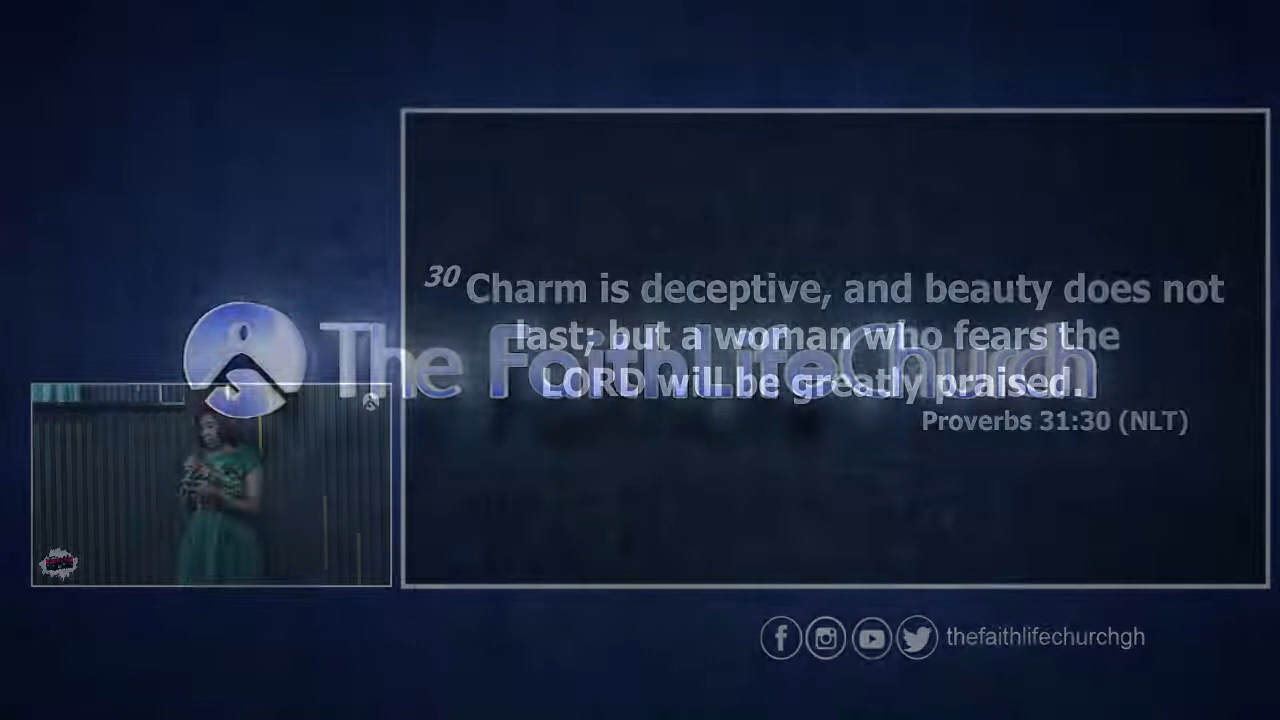 30 Charm is deceptive, and beauty does not
last; but a woman who fears the
LORD will be greatly praised.
Proverbs 31:30 (NLT)
The FaithLifeChurch
thefaithlifechurchgh